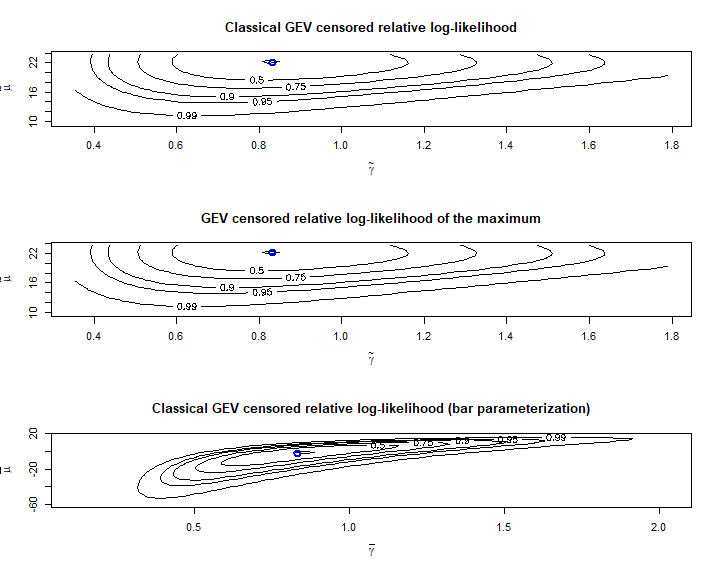 Classical GEV censored relative log-likelihood
22
16
10
μ
0.5
0.75
0.9
0.95
0.99
0.4 0.6 0.8 1.0 1.2 1.4 1.6 1.8
γ̃
GEV censored relative log-likelihood of the maximum
22
16
10
μ
0.5
0.75
0.9
0.95
0.99
0.4 0.6 0.8 1.0 1.2 1.4 1.6 1.8
γ̃
Classical GEV censored relative log-likelihood (bar parameterization)
20
-20
-60
μ
0.5 0.75 0.9 0.95 0.99
0.5 1.0 1.5 2.0
γ̅